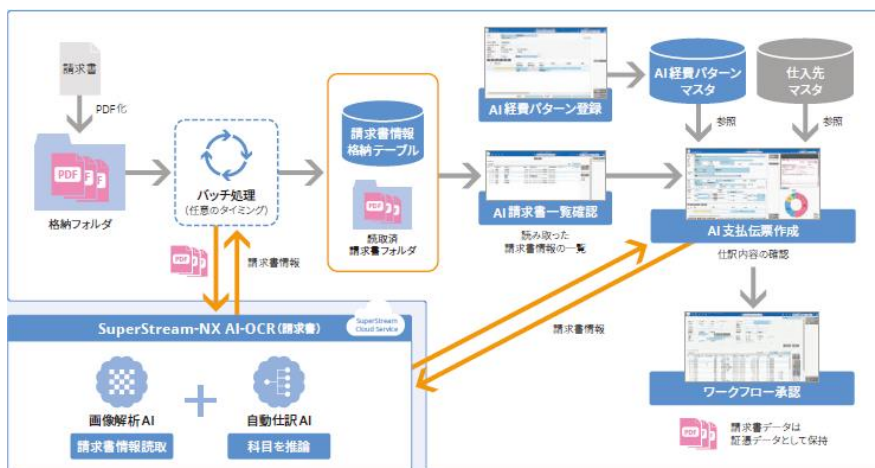 請求書
PDF化
PDF
格納フォルダ
バッチ処理
(任意のタイミング)
PDF
請求書情報
請求書情報
格納テーブル
PDF
読取済
請求書フォルダ
AI経費パターン登録
AI経費パターン
マスタ
仕入先
マスタ
参照
参照
AI請求書一覧確認
読み取った
請求書情報の一覧
AI支払伝票作成
仕訳内容の確認
請求書情報
ワークフロー承認
PDF
請求書データは
証憑データとして保持
SuperStream-NX AI-OCR(請求書)
SuperStream
Cloud Service
画像解析AI
請求書情報読取
+
自動仕訳AI
科目を推論